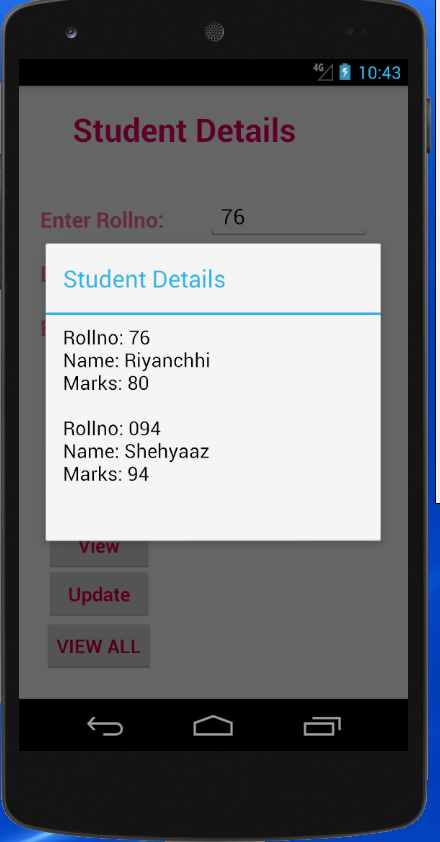 4G 10:43
Student Details
Enter Rollno: 76
Student Details
Rollno: 76
Name: Riyanchhi
Marks: 80
Rollno: 094
Name: Shehyaaz
Marks: 94
View
Update
VIEW ALL